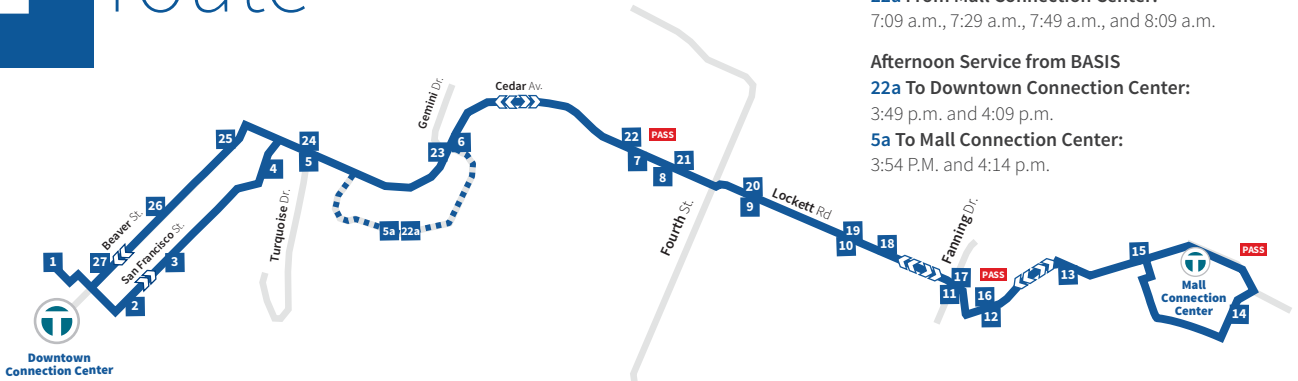 route
22a From Mall Connection Center:
7:09 a.m., 7:29 a.m., 7:49 a.m., and 8:09 a.m.
Afternoon Service from BASIS
22a To Downtown Connection Center:
3:49 p.m. and 4:09 p.m.
5a To Mall Connection Center:
3:54 P.M. and 4:14 p.m.
Cedar Av.
Gemini Dr.
25
24
5
4
6
23
22
PASS
7
21
8
20
9
Lockett Rd
19
10
18
Fanning Dr.
26
Beaver St.
San Francisco St.
Turquoise Dr.
5a
22a
Fourth St.
1
27
3
2
17
PASS
11
16
12
13
15
PASS
14
Mall
Connection
Center
Downtown
Connection Center